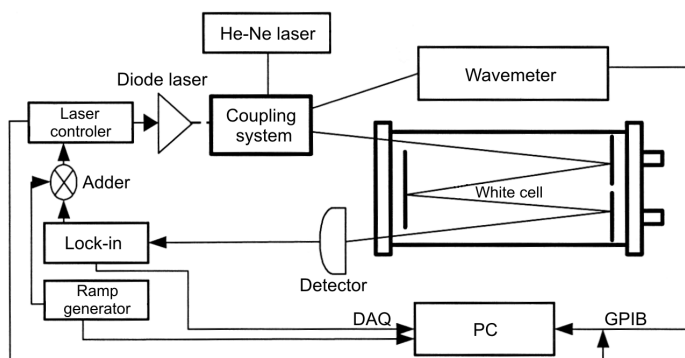 He-Ne laser
Diode laser
Wavemeter
Laser
controler
Coupling
system
Adder
White cell
Lock-in
Detector
Ramp
generator
DAQ
PC
GPIB